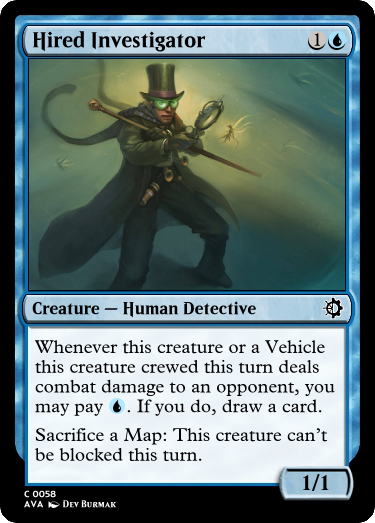 Hired Investigator 1
Creature — Human Detective
Whenever this creature or a Vehicle
this creature crewed this turn deals
combat damage to an opponent, you
may pay . If you do, draw a card.
Sacrifice a Map: This creature can't
be blocked this turn.
1/1
C 0058
AVA Dev Burmak